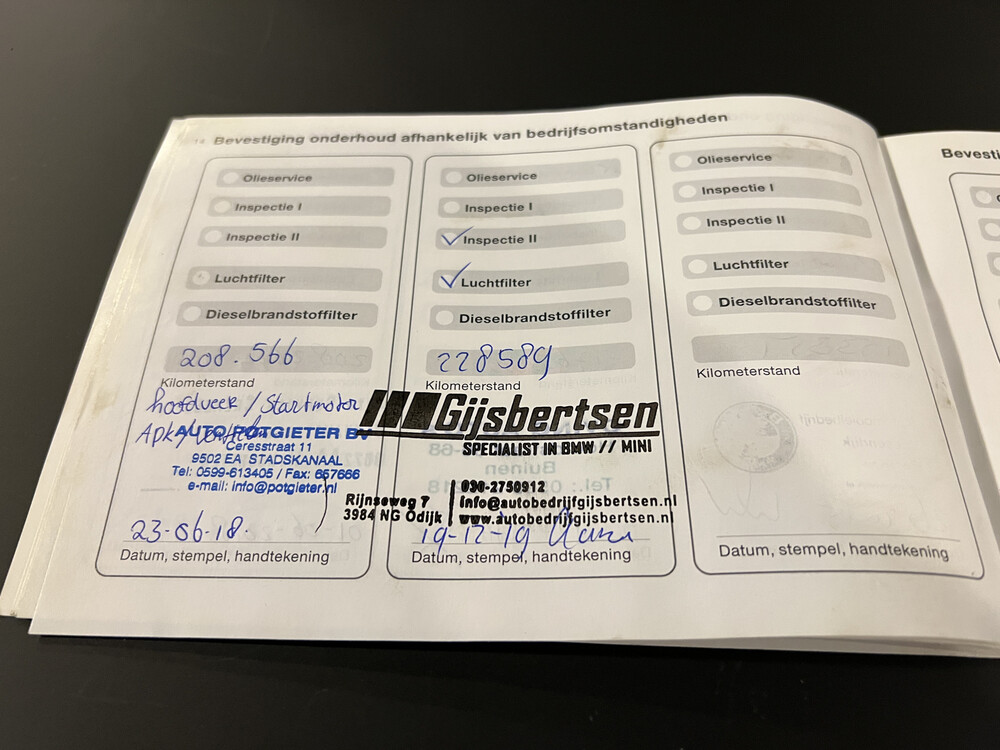 14 Bevestiging onderhoud afhankelijk van bedrijfsomstandigheden
Olieservice
Inspectie I
Inspectie II
Luchtfilter
Dieselbrandstoffilter
208.566
Kilometerstand
hoofdveer / Startmotor
AUTO POTGIETER BV
Ceresstraat 11
9502 EA STADSKANAAL
Tel: 0599-613405 / Fax: 657666
e-mail: info@potgieter.nl
23-06-18.
Datum, stempel, handtekening
Olieservice
Inspectie I
Inspectie II
Luchtfilter
Dieselbrandstoffilter
228589
Kilometerstand
Gijsbertsen
SPECIALIST IN BMW // MINI
030-2750912
Rijnseweg 7 info@autobedrijfgijsbertsen.nl
3984 NG Odijk www.autobedrijfgijsbertsen.nl
19-12-19
Datum, stempel, handtekening
Olieservice
Inspectie I
Inspectie II
Luchtfilter
Dieselbrandstoffilter
Kilometerstand
Datum, stempel, handtekening
Bevesti